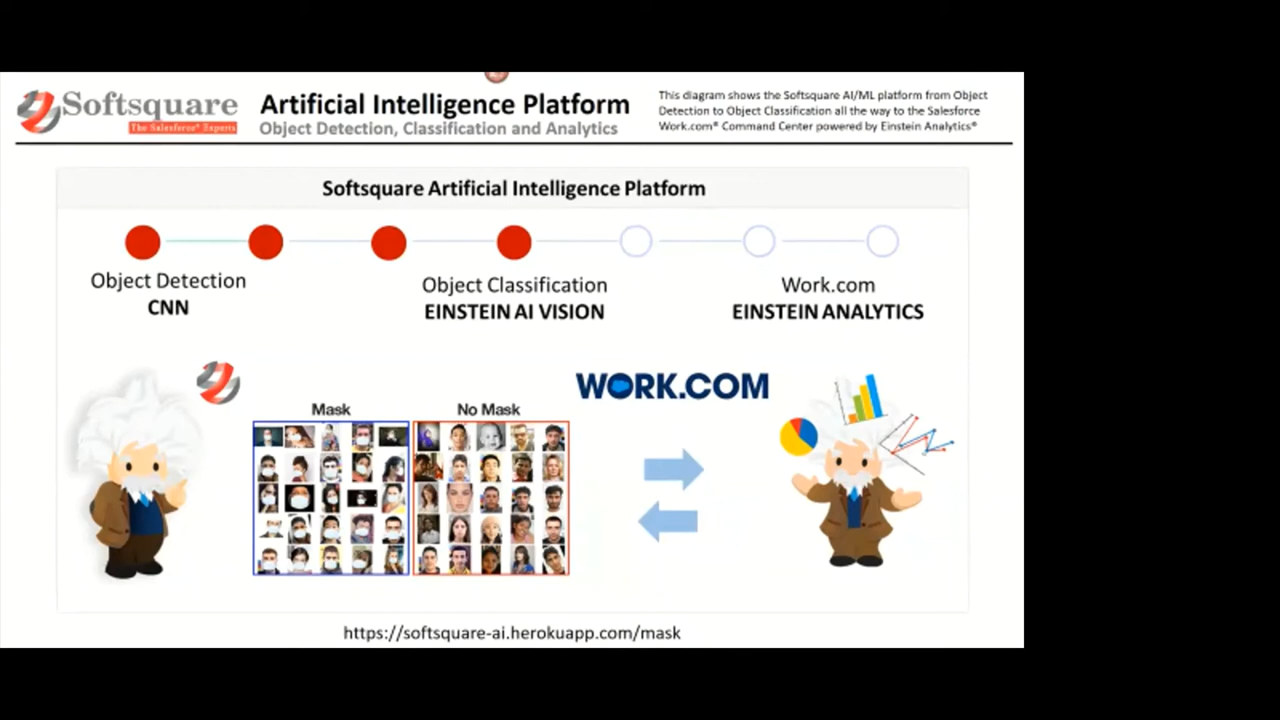 Softsquare
The Salesforce® Experts
Artificial Intelligence Platform
Object Detection, Classification and Analytics
This diagram shows the Softsquare AI/ML platform from Object
Detection to Object Classification all the way to the Salesforce
Work.com® Command Center powered by Einstein Analytics®
Softsquare Artificial Intelligence Platform
Object Detection
CNN
Object Classification
EINSTEIN AI VISION
Work.com
EINSTEIN ANALYTICS
WORK.COM
Mask
No Mask
https://softsquare-ai.herokuapp.com/mask